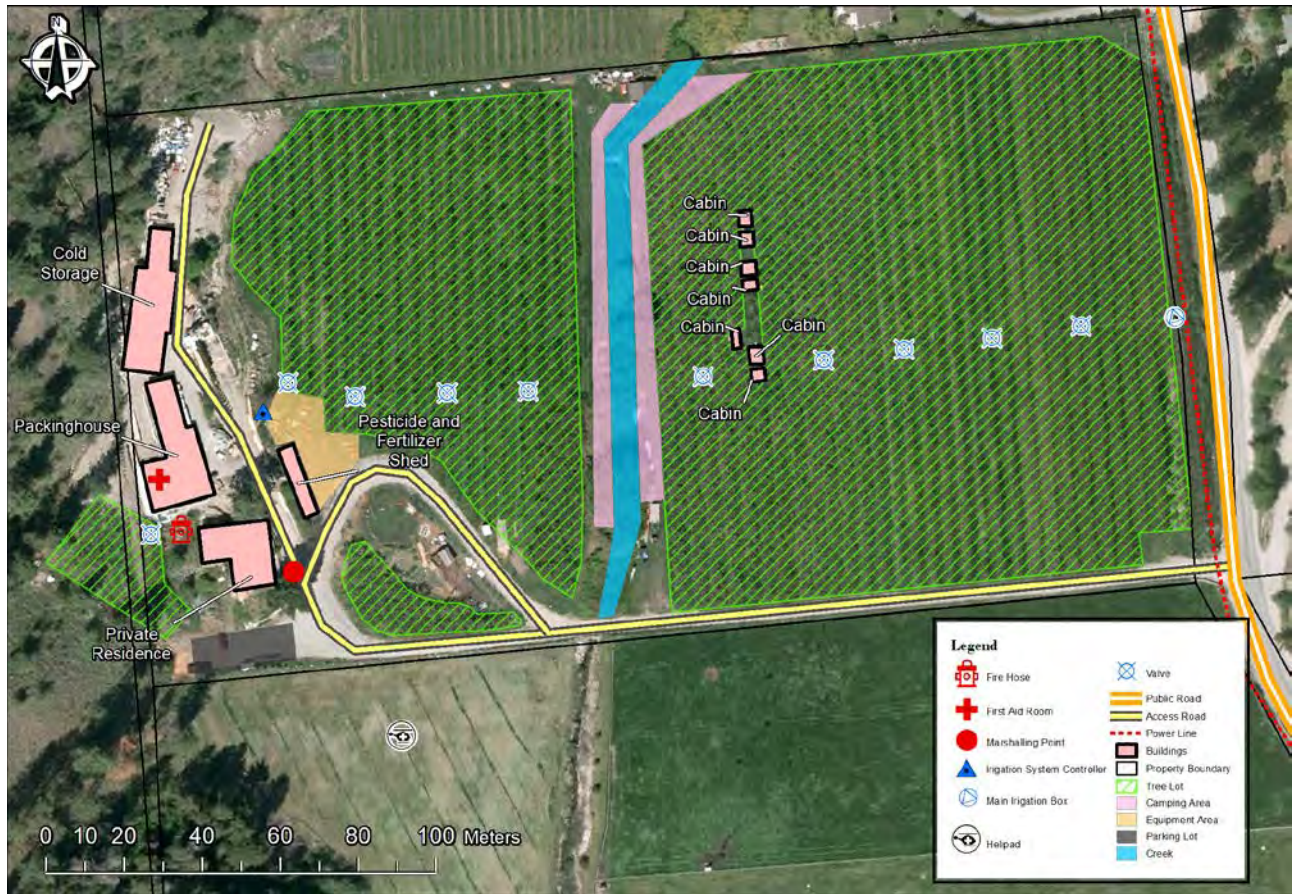 N
Cold
Storage
Packinghouse
Private
Residence
Pesticide and
Fertilizer
Shed
Cabin
Cabin
Cabin
Cabin
Cabin
Cabin
Cabin
0 10 20 40 60 80 100 Meters
Legend
Fire Hose
First Aid Room
Marshalling Point
Irigation System Controller
Main Irigation Box
Helipad
Valve
Public Road
Access Road
Power Line
Buildings
Property Boundary
Tree Lot
Camping Area
Equipment Area
Parking Lot
Creek